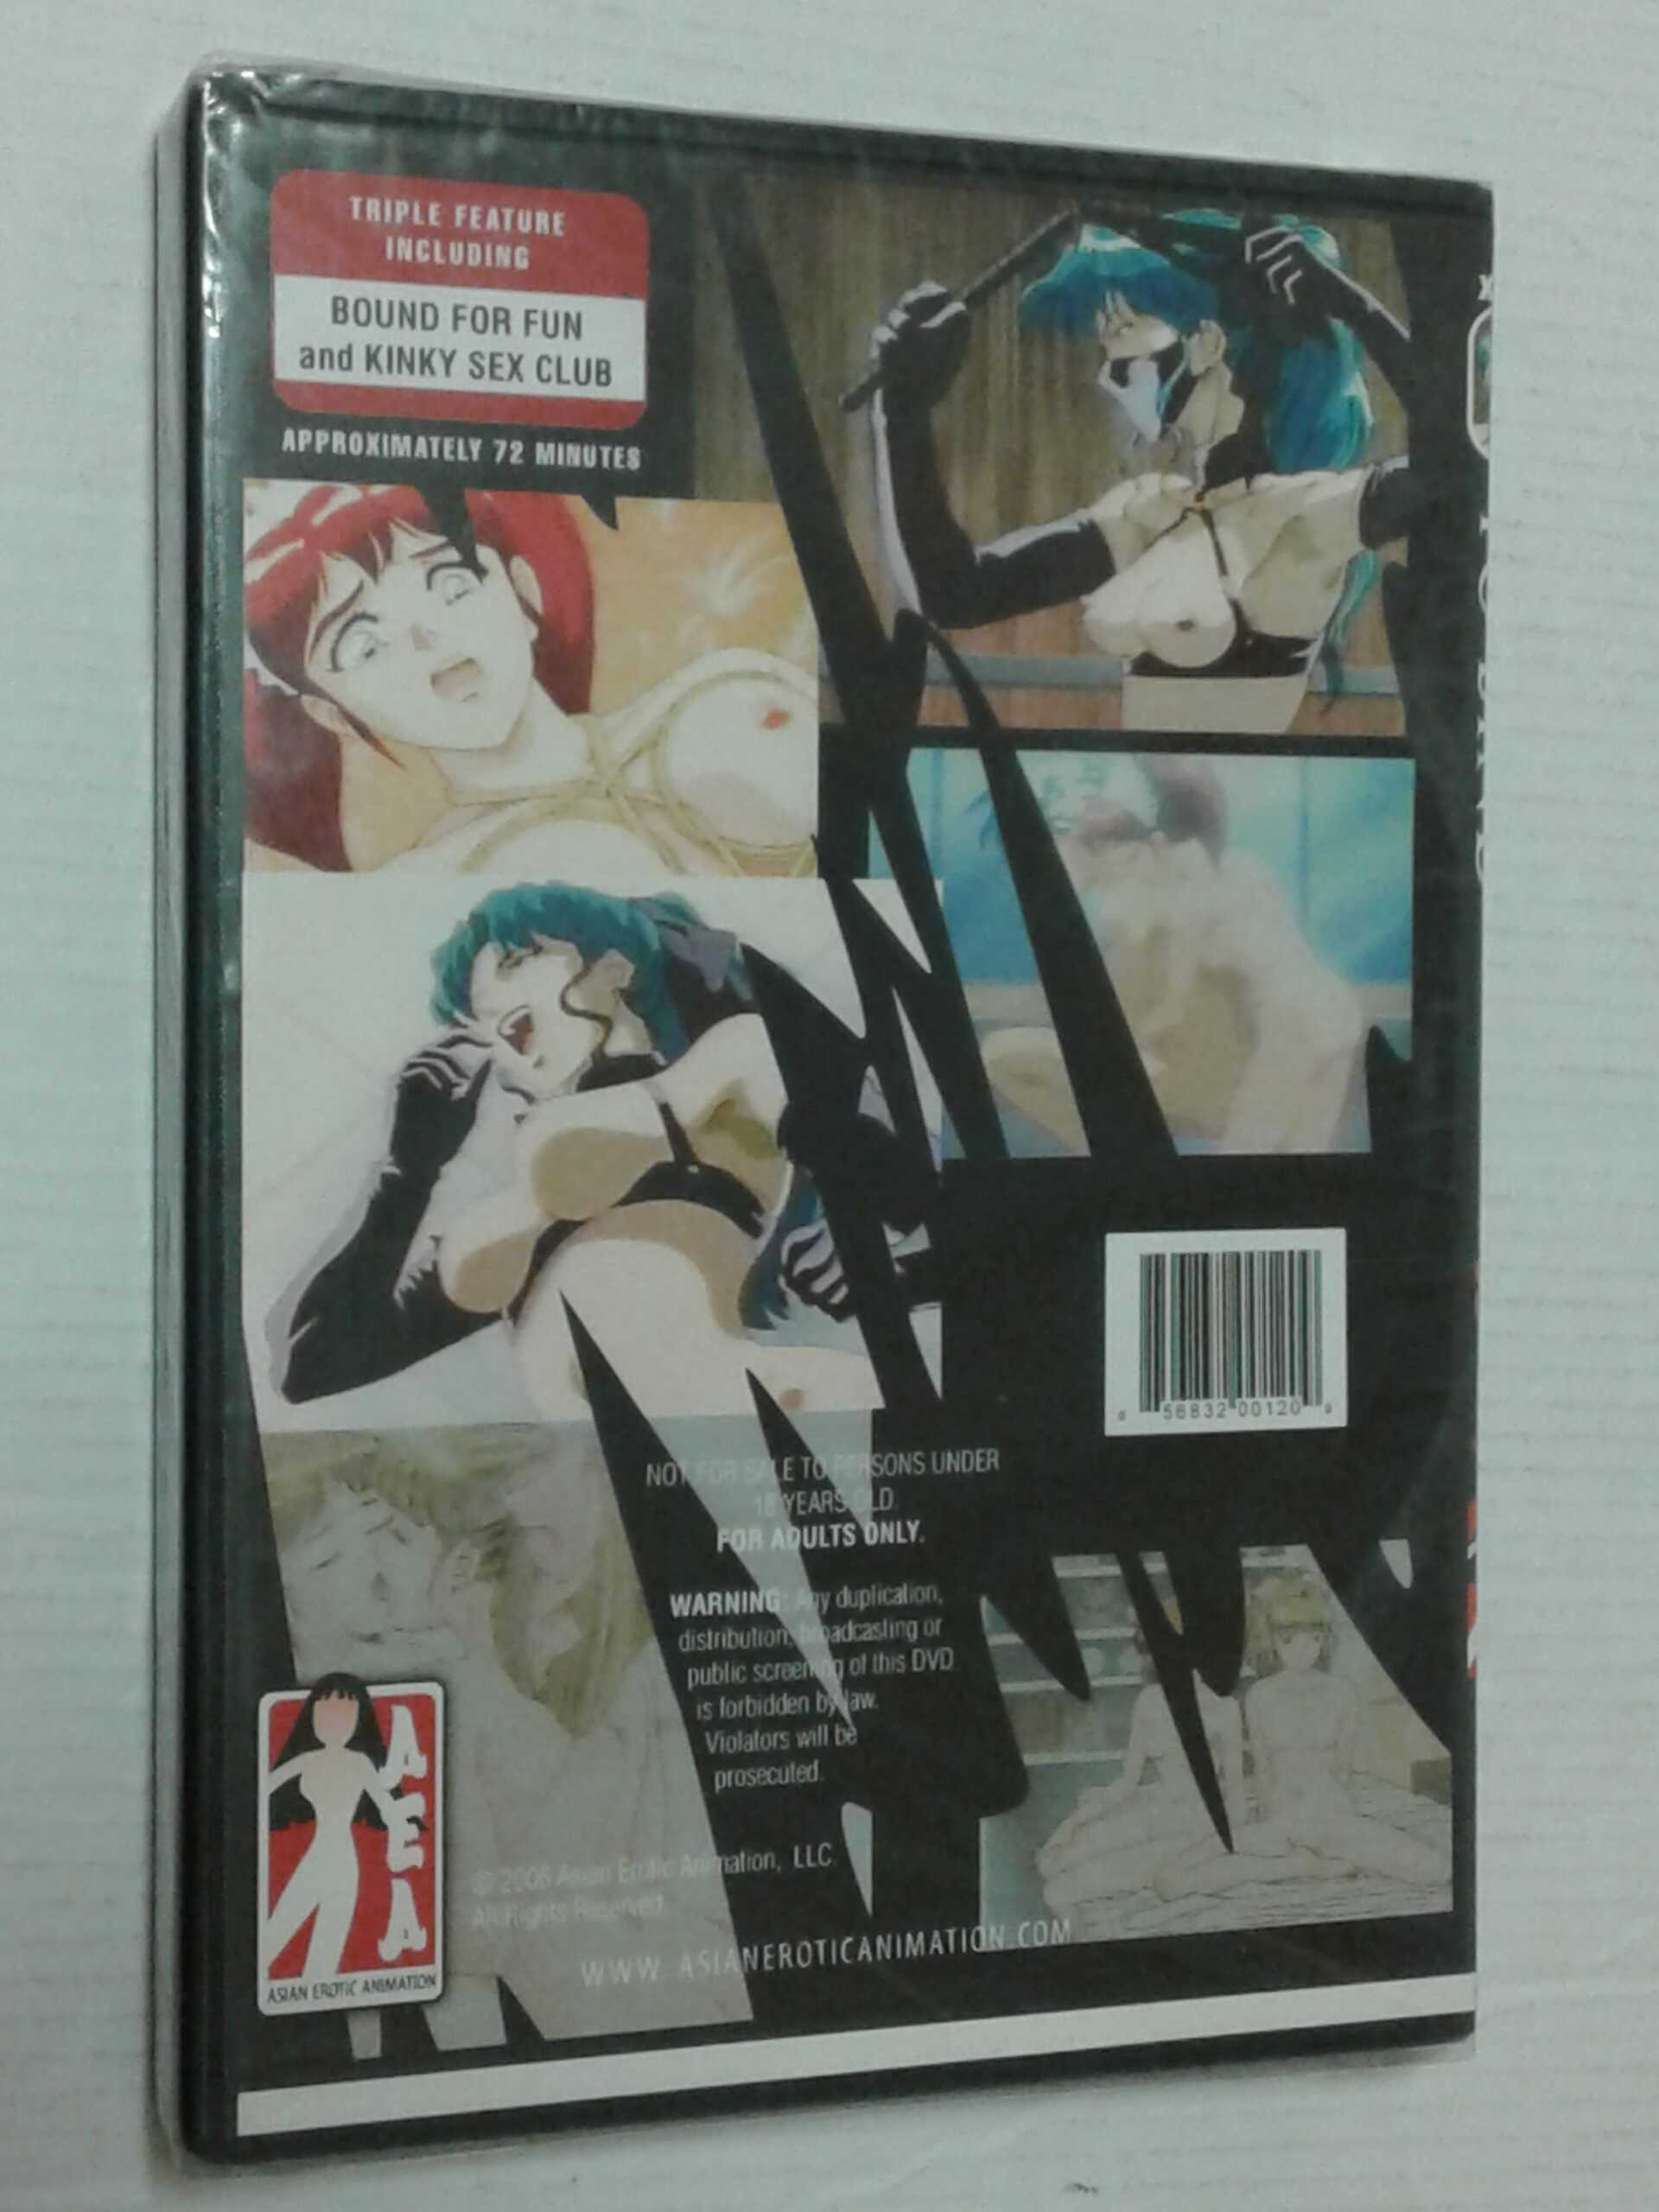 TRIPLE FEATURE
INCLUDING
BOUND FOR FUN
and KINKY SEX CLUB
APPROXIMATELY 72 MINUTES
56832 00120
NOT FOR SALE TO PERSONS UNDER
18 YEARS OLD.
FOR ADULTS ONLY.
WARNING: Any duplication,
distribution, broadcasting or
public screening of this DVD
is forbidden by law.
Violators will be
prosecuted.
AEA
ASIAN EROTIC ANIMATION
© 2006 Asian Erotic Animation, LLC.
All Rights Reserved.
WWW. ASIANEROTICANIMATION.COM